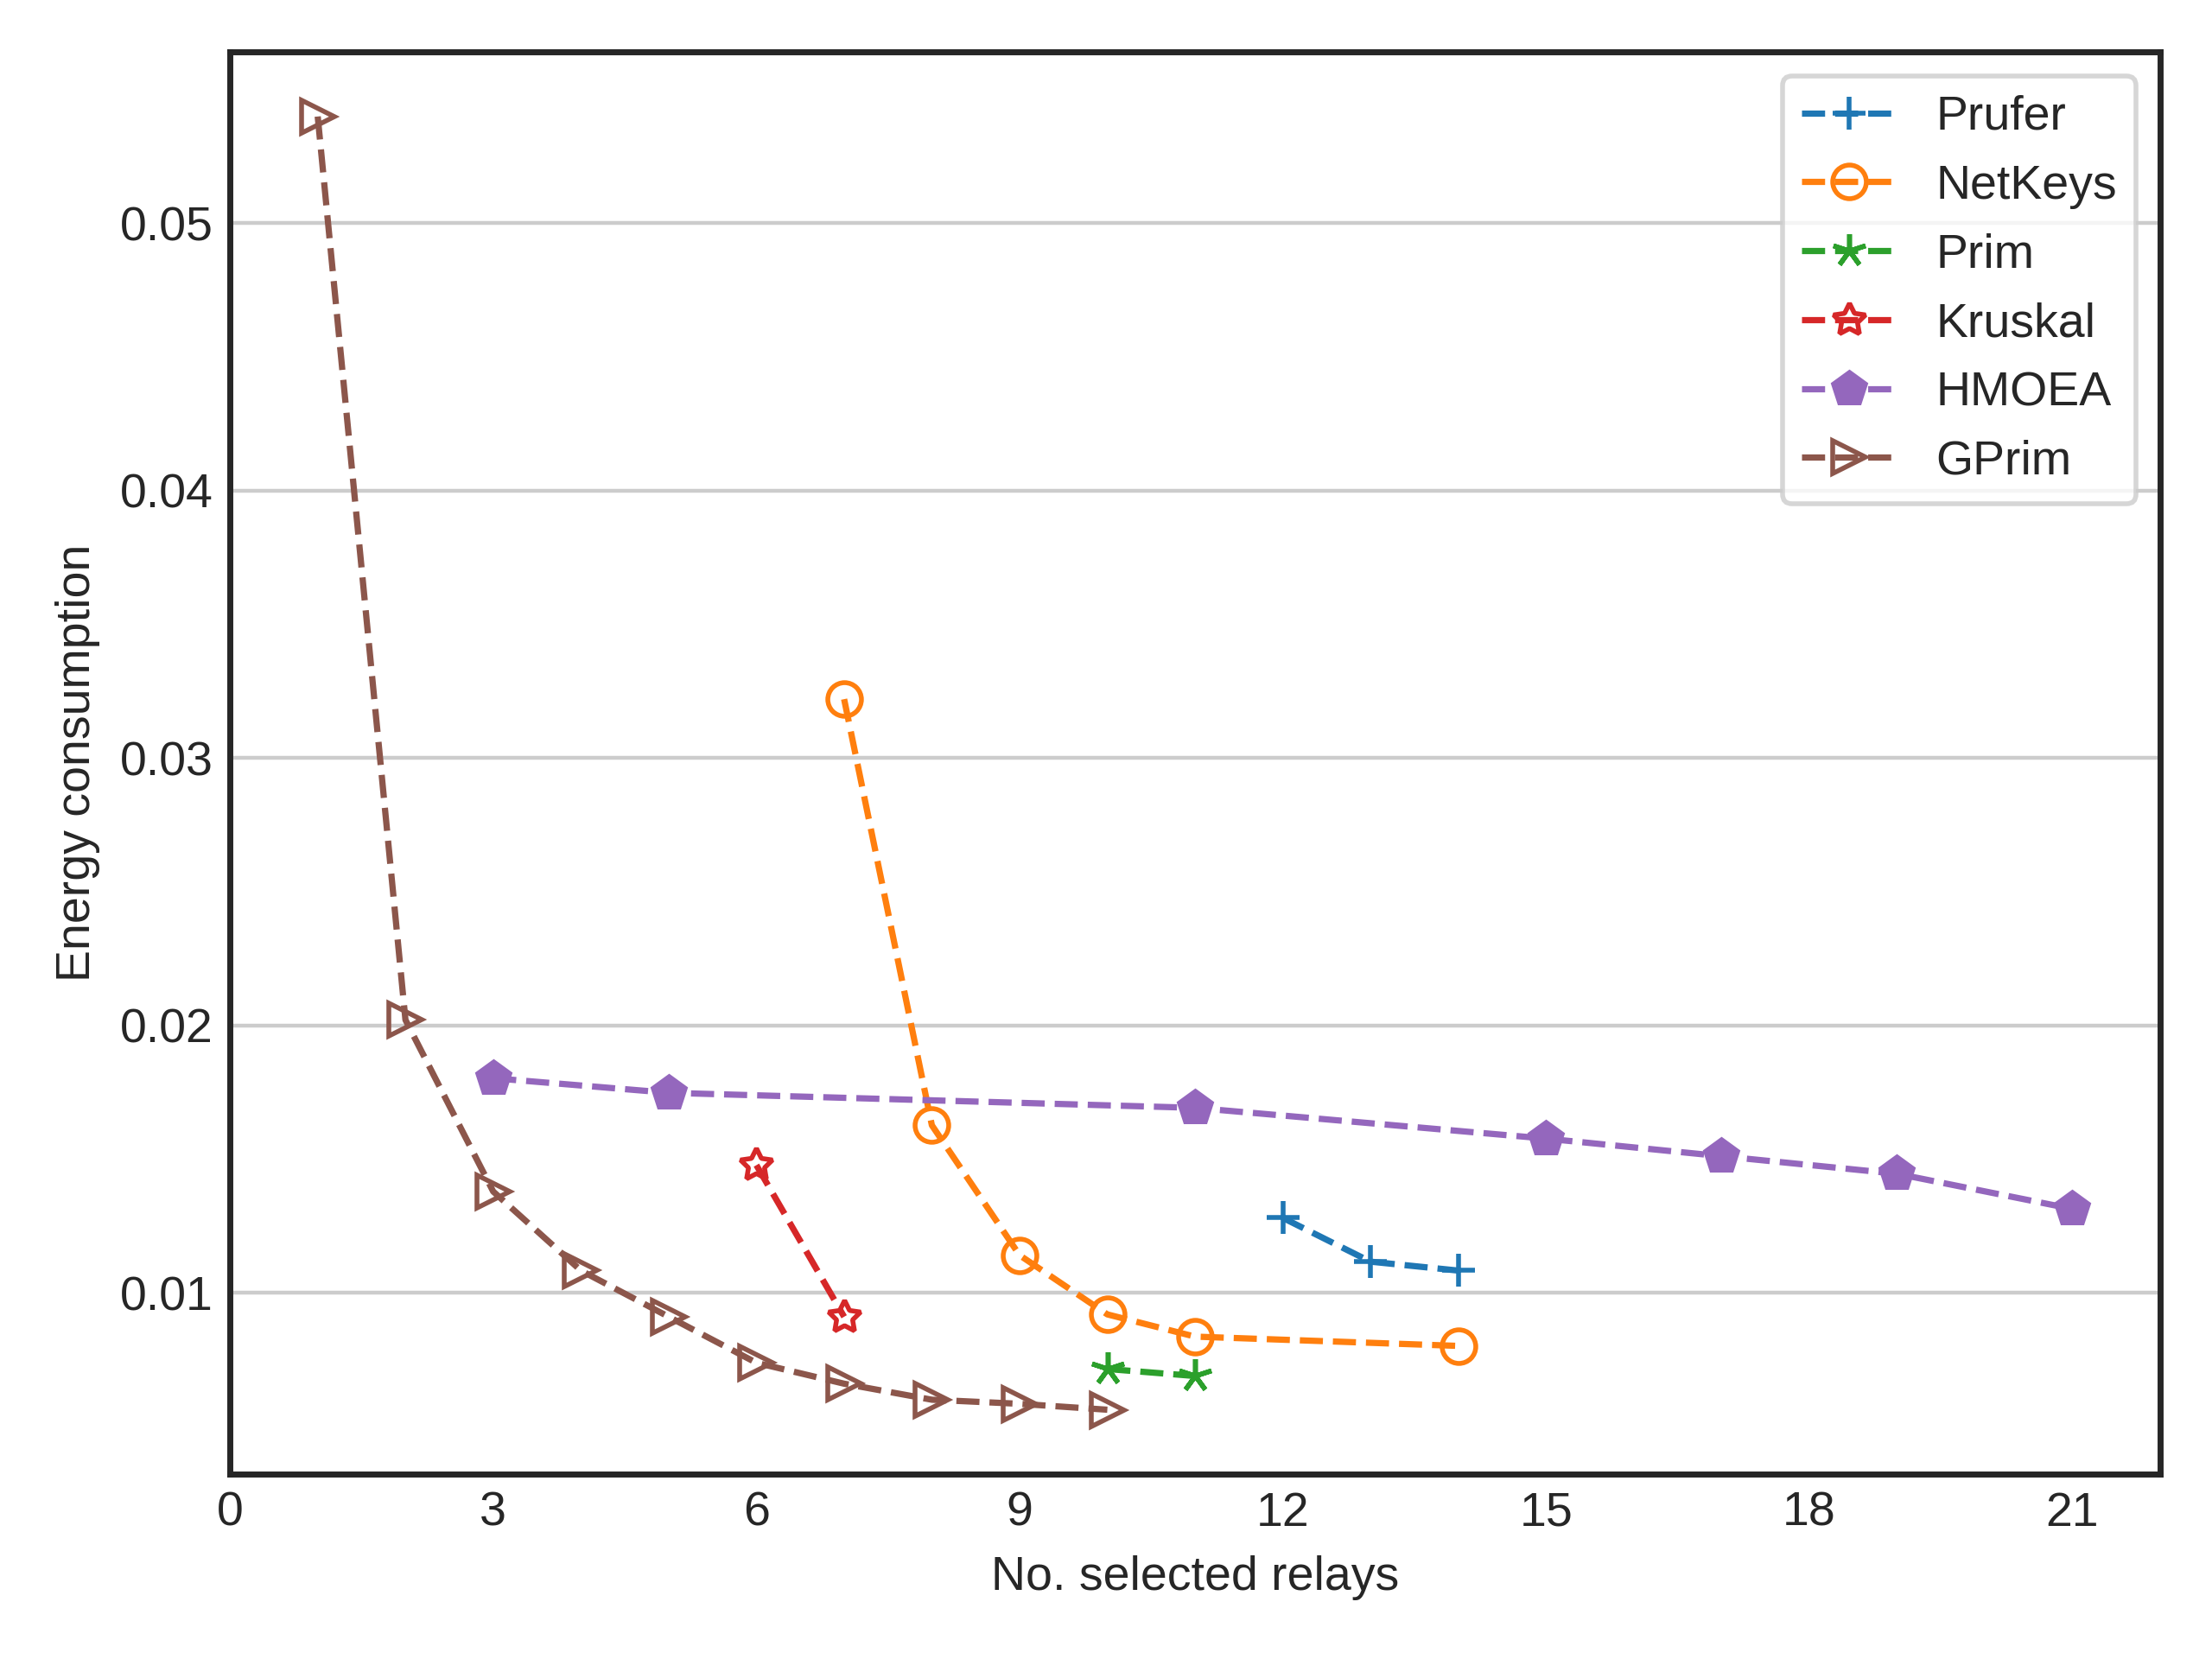 Prufer
NetKeys
Prim
Kruskal
HMOEA
GPrim
Energy consumption
0.05
0.04
0.03
0.02
0.01
0 3 6 9 12 15 18 21
No. selected relays